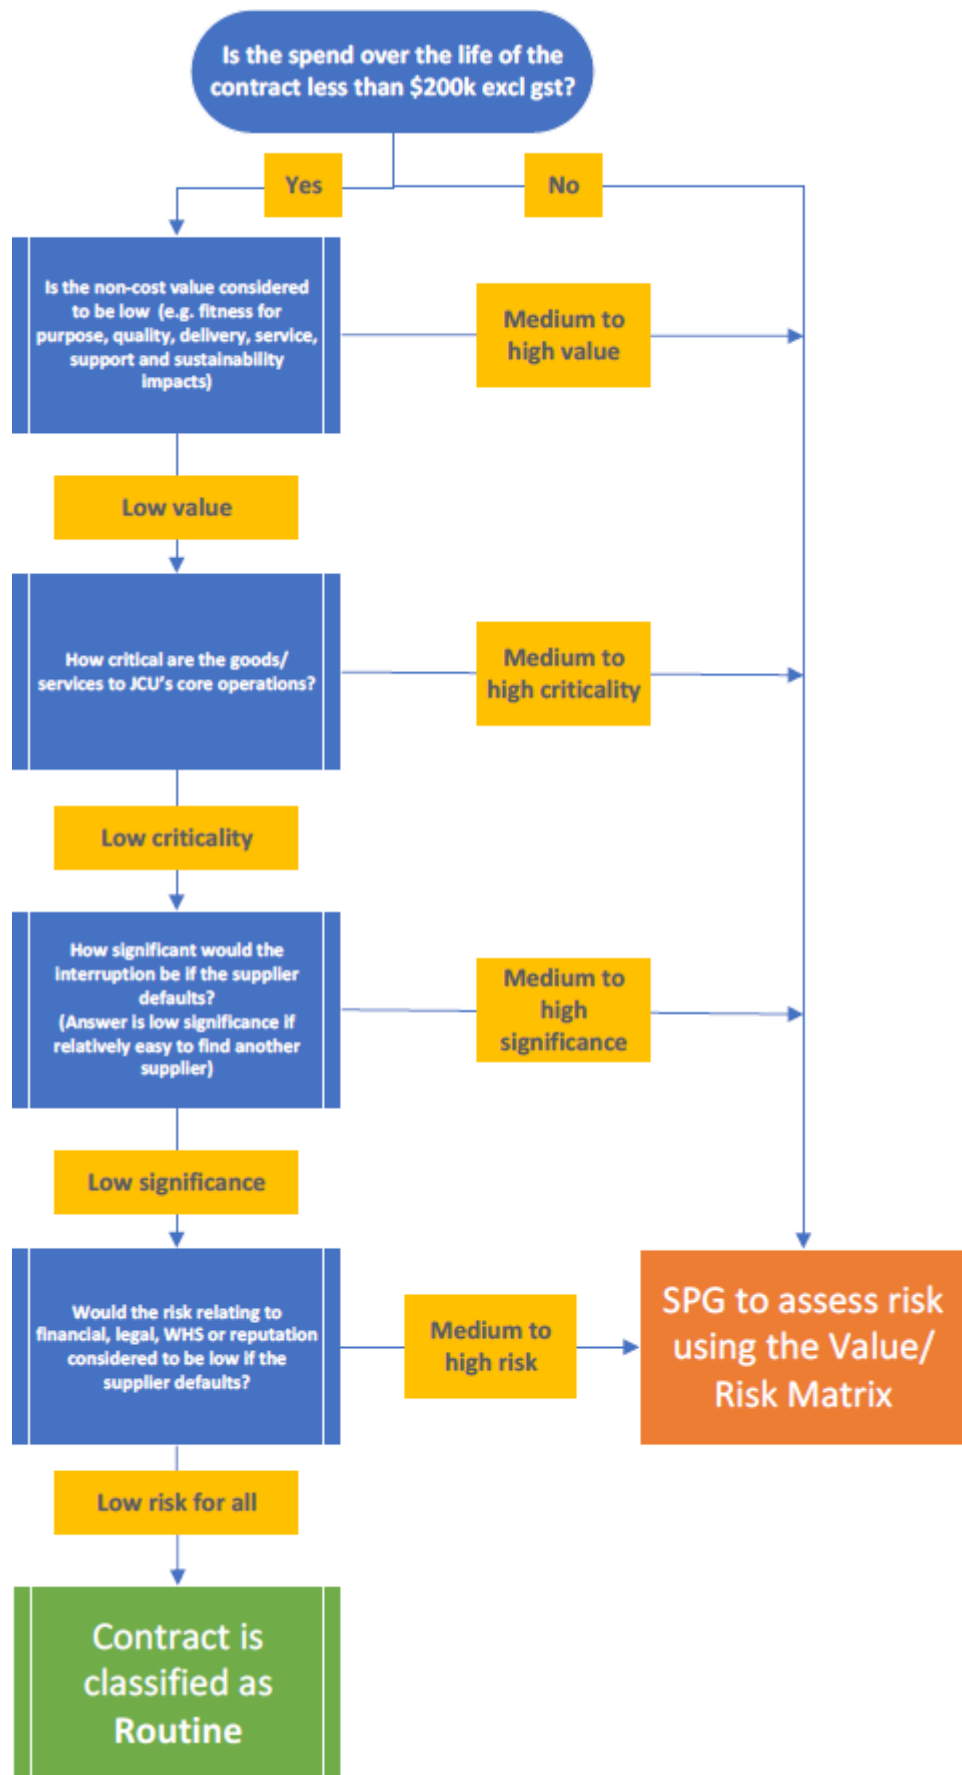 Is the spend over the life of the
contract less than $200k excl gst?
Yes
No
Is the non-cost value considered
to be low (e.g. fitness for
purpose, quality, delivery, service,
support and sustainability
impacts)
Medium to
high value
Low value
How critical are the goods/
services to JCU's core operations?
Medium to
high criticality
Low criticality
How significant would the
interruption be if the supplier
defaults?
(Answer is low significance if
relatively easy to find another
supplier)
Medium to
high
significance
Low significance
Would the risk relating to
financial, legal, WHS or reputation
considered to be low if the
supplier defaults?
Medium to
high risk
SPG to assess risk
using the Value/
Risk Matrix
Low risk for all
Contract is
classified as
Routine